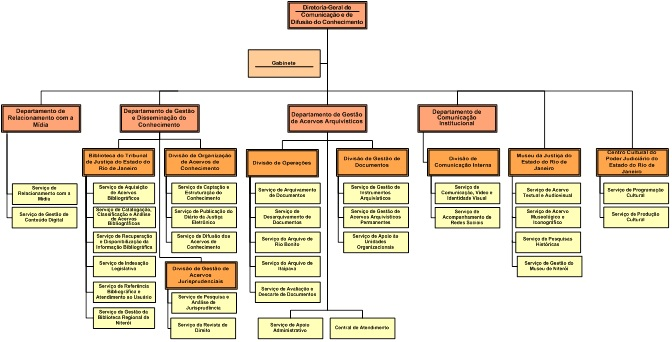 Diretoria-Geral de
Comunicação e de
Difusão do Conhecimento
Gabinete
Departamento de
Relacionamento com a
Mídia
Departamento de Gestão
e Disseminação do
Conhecimento
Departamento de Gestão
de Acervos Arquivísticos
Departamento de
Comunicação
Institucional
Biblioteca do Tribunal
de Justiça do Estado do
Rio de Janeiro
Divisão de Organização
de Acervos de
Conhecimento
Divisão de Operações
Divisão de Gestão de
Documentos
Divisão de
Comunicação Interna
Museu da Justiça do
Estado do Rio de
Janeiro
Centro Cultural do
Poder Judiciário do
Estado do Rio de
Janeiro
Serviço de
Relacionamento com a
Mídia
Serviço de Gestão de
Conteúdo Digital
Serviço de Aquisição
de Acervos
Bibliográficos
Serviço de Catalogação,
Classificação e Análise
de Acervos
Bibliográficos
Serviço de Recuperação
e Disponibilização da
Informação Bibliográfica
Serviço de Indexação
Legislativa
Serviço de Referência
Bibliográfica e
Atendimento ao Usuário
Serviço de Gestão da
Biblioteca Regional de
Niterói
Serviço de Captação e
Estruturação do
Conhecimento
Serviço de Publicação do
Diário da Justiça
Eletrônico
Serviço de Difusão dos
Acervos de
Conhecimento
Divisão de Gestão de
Acervos
Jurisprudenciais
Serviço de Pesquisa e
Análise de
Jurisprudência
Serviço da Revista de
Direito
Serviço de Arquivamento
de Documentos
Serviço de
Desarquivamento de
Documentos
Serviço do Arquivo de
Rio Bonito
Serviço do Arquivo de
Itaipava
Serviço de Avaliação e
Descarte de Documentos
Serviço de Apoio
Administrativo
Central de Atendimento
Serviço de Gestão de
Instrumentos
Arquivísticos
Serviço de Gestão de
Acervos Arquivísticos
Permanentes
Serviço de Apoio às
Unidades
Organizacionais
Serviço de
Comunicação, Vídeo e
Identidade Visual
Serviço de
Acompanhamento de
Redes Sociais
Serviço de Acervo
Textual e Audiovisual
Serviço de Acervo
Museológico e
Iconográfico
Serviço de Pesquisas
Históricas
Serviço de Gestão do
Museu de Niterói
Serviço de Programação
Cultural
Serviço de Produção
Cultural